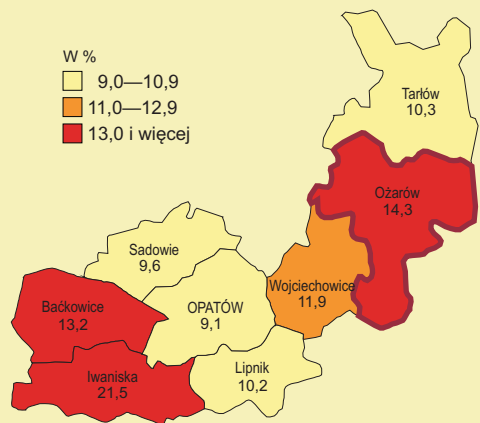 W %
9,0—10,9
11,0—12,9
13,0 i więcej
Tarłów
10,3
Ożarów
14,3
Sadowie
9,6
Wojciechowice
11,9
Baćkowice
13,2
OPATÓW
9,1
Iwaniska
21,5
Lipnik
10,2